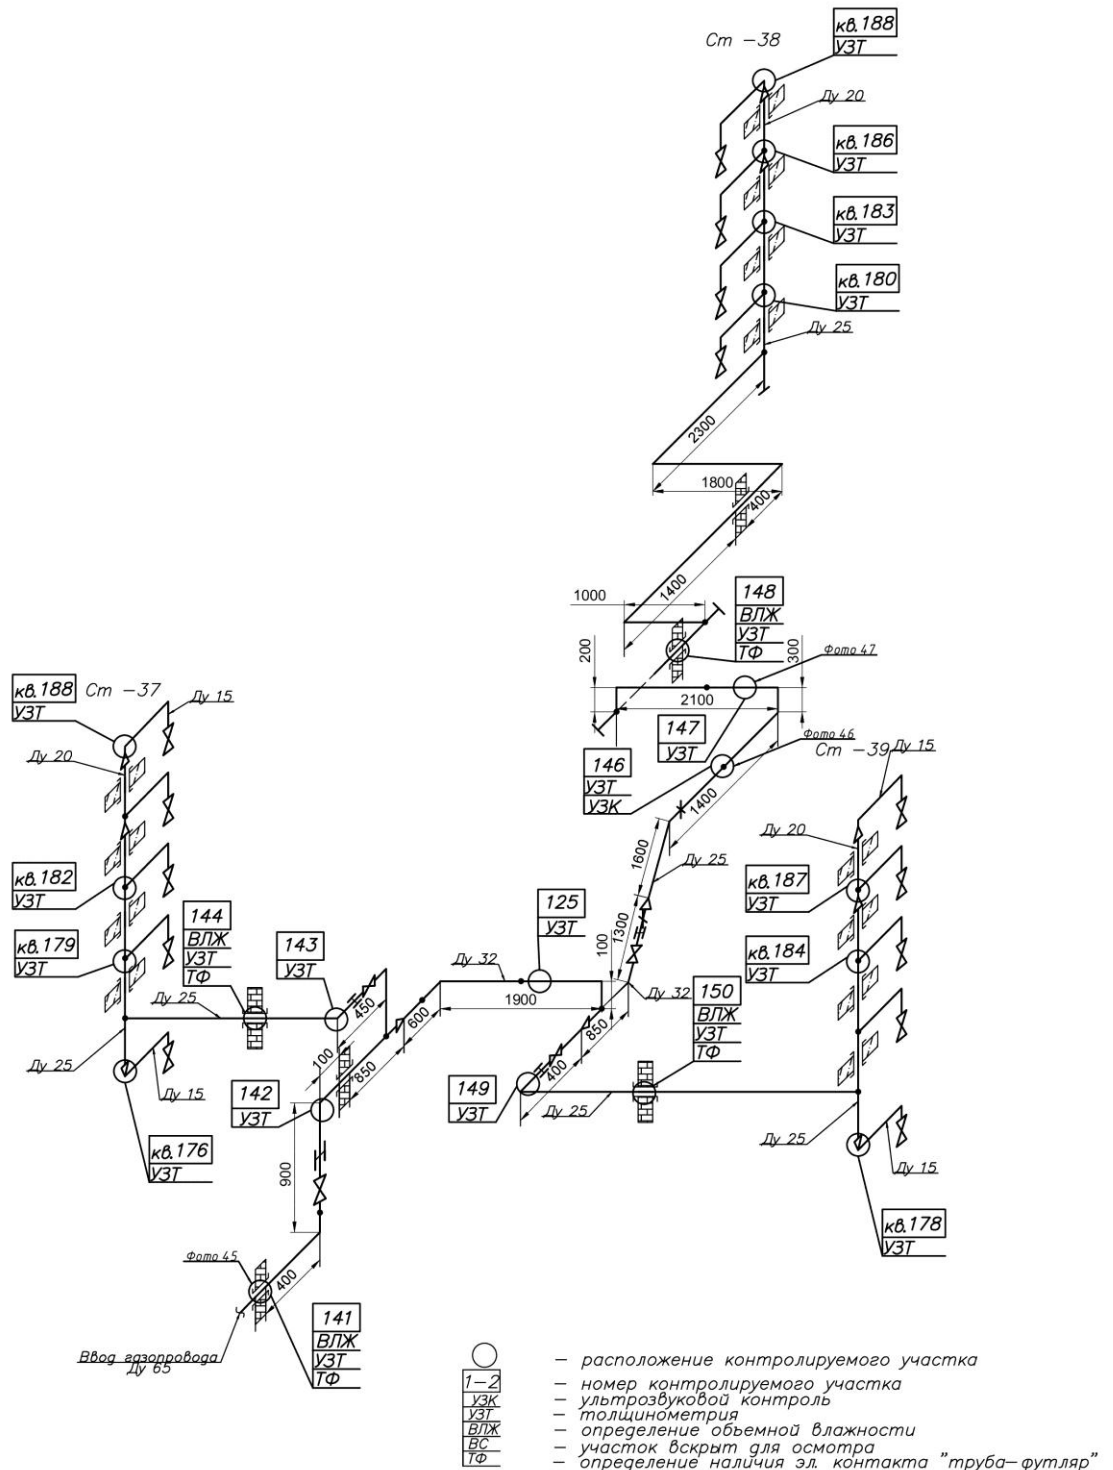 кв.188
УЗТ
Ст -38
Ду 20
кв.186
УЗТ
кв.183
УЗТ
кв.180
УЗТ
Ду 25
2300
1800
400
1400
1000
148
ВЛЖ
УЗТ
ТФ
Фото 47
200
300
2100
147
УЗТ
146
УЗТ
УЗК
Фото 46
1400
Ст -39
Ду 15
кв.188
УЗТ
Ст -37
Ду 15
Ду 20
1600
Ду 25
Ду 20
кв.187
УЗТ
кв.182
УЗТ
кв.179
УЗТ
144
ВЛЖ
УЗТ
ТФ
143
УЗТ
125
УЗТ
1300
100
кв.184
УЗТ
Ду 32
Ду 25
450
600
1900
850
Ду 32
150
ВЛЖ
УЗТ
ТФ
100
850
400
Ду 25
Ду 15
142
УЗТ
149
УЗТ
Ду 25
кв.176
УЗТ
Ду 25
Ду 15
900
кв.178
УЗТ
Фото 45
400
141
ВЛЖ
УЗТ
ТФ
Ввод газопровода
Ду 65
– расположение контролируемого участка
1-2 – номер контролируемого участка
УЗК – ультрозвуковой контроль
УЗТ – толщинометрия
ВЛЖ – определение объемной влажности
ВС – участок вскрыт для осмотра
ТФ – определение наличия эл. контакта "труба-футляр"